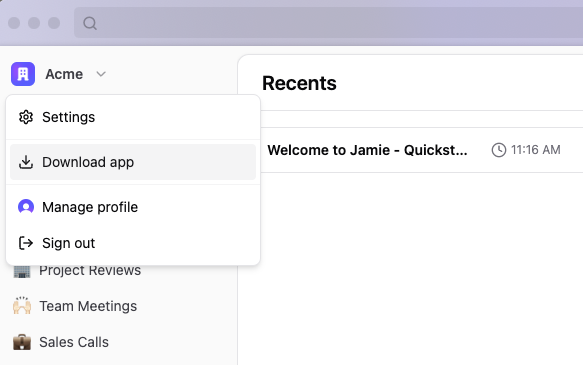 Acme
Recents
Settings
Download app
Manage profile
Sign out
Welcome to Jamie - Quickst...
11:16 AM
Project Reviews
Team Meetings
Sales Calls